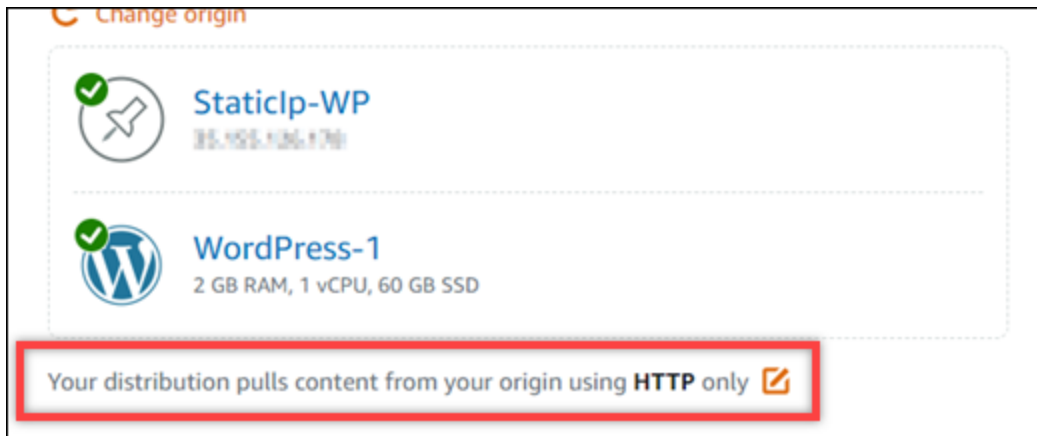 Change origin
StaticIp-WP
WordPress-1
2 GB RAM, 1 vCPU, 60 GB SSD
Your distribution pulls content from your origin using HTTP only